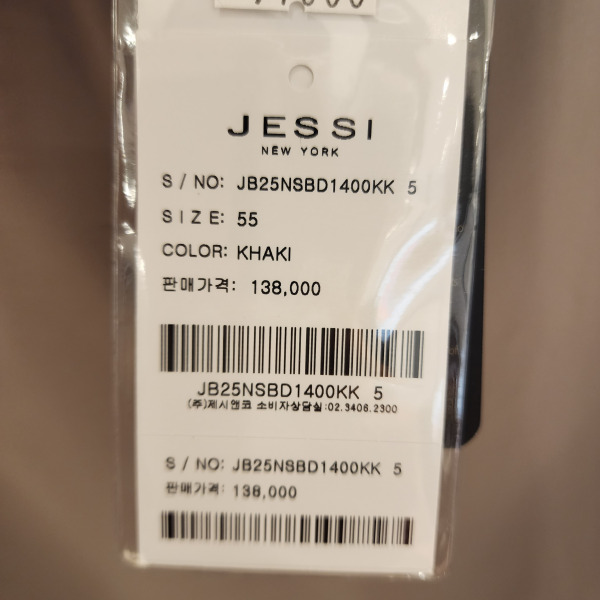 JESSI
NEW YORK
S / NO: JB25NSBD1400KK 5
SIZE: 55
COLOR: KHAKI
판매가격: 138,000
JB25NSBD1400KK 5
(주)제시앤코 소비자상담실:02.3406.2300
S / NO: JB25NSBD1400KK 5
판매가격: 138,000